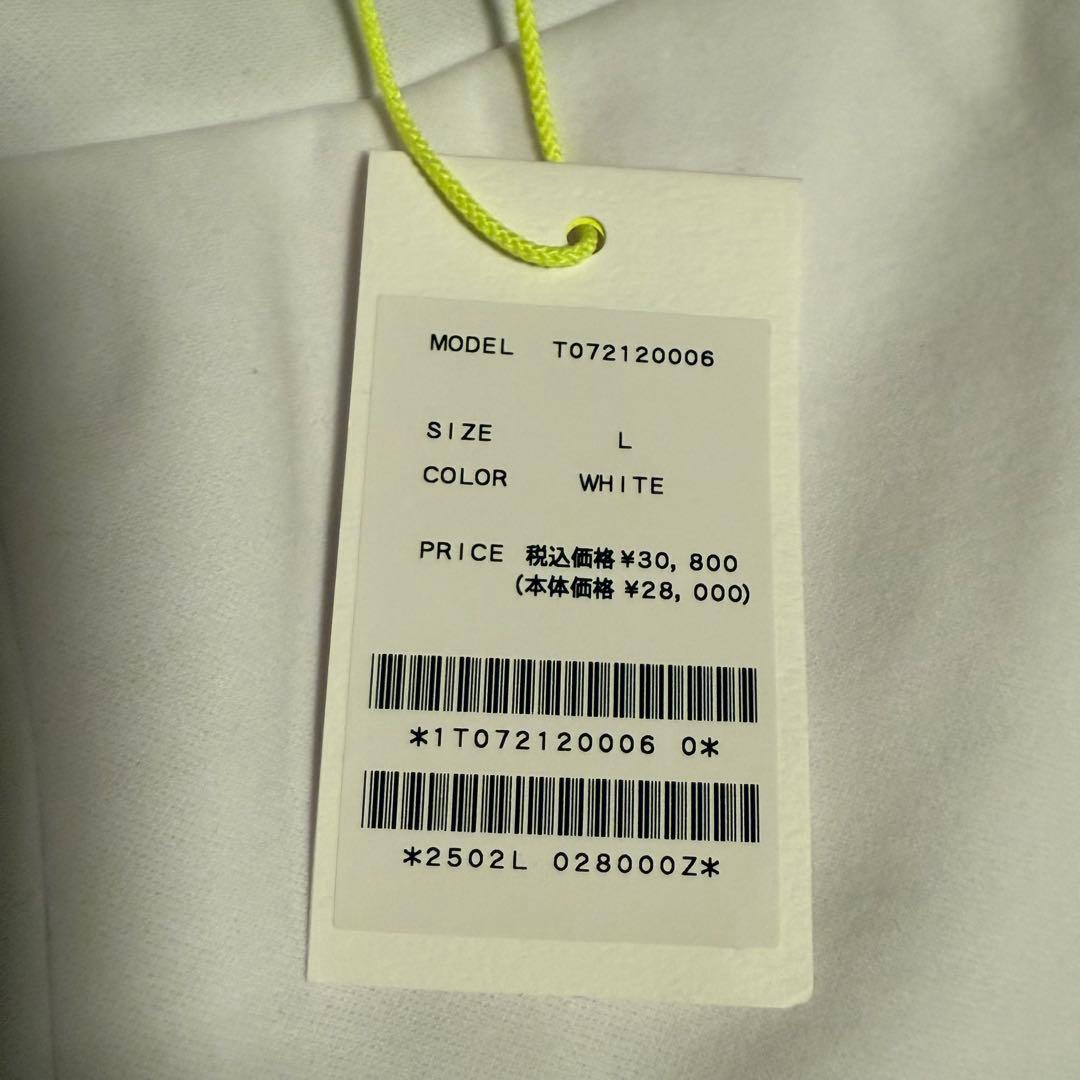 MODEL T072120006
SIZE L
COLOR WHITE
PRICE 税込価格¥30,800
(本体価格 ¥28,000)
*1T072120006 0*
*2502L 028000Z*